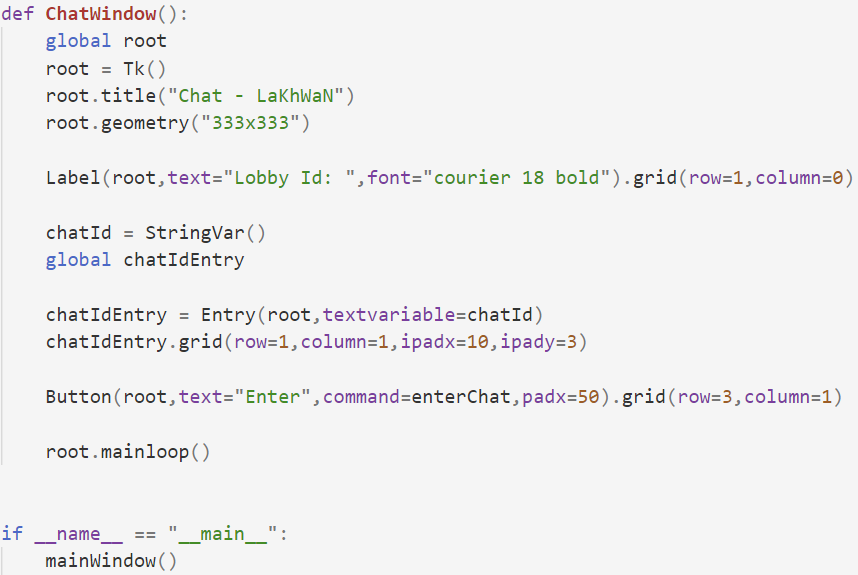 def ChatWindow():
    global root
    root = Tk()
    root.title("Chat - LaKhWaN")
    root.geometry("333x333")

    Label(root,text="Lobby Id: ",font="courier 18 bold").grid(row=1,column=0)

    chatId = StringVar()
    global chatIdEntry

    chatIdEntry = Entry(root,textvariable=chatId)
    chatIdEntry.grid(row=1,column=1,ipadx=10,ipady=3)

    Button(root,text="Enter",command=enterChat,padx=50).grid(row=3,column=1)

    root.mainloop()


if __name__ == "__main__":
    mainWindow()